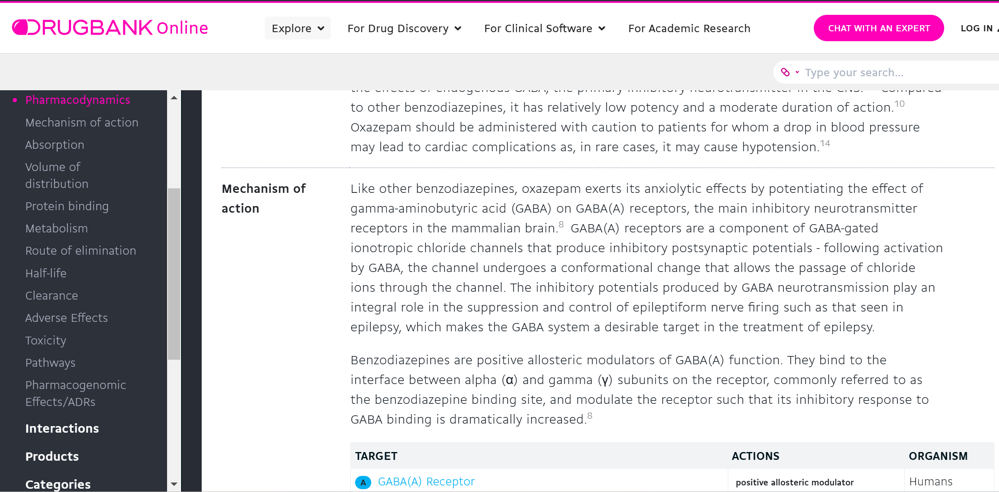 DRUGBANK Online
Explore
For Drug Discovery
For Clinical Software
For Academic Research
CHAT WITH AN EXPERT
LOG IN
Type your search...
Pharmacodynamics
Mechanism of action
Absorption
Volume of
distribution
Protein binding
Metabolism
Route of elimination
Half-life
Clearance
Adverse Effects
Toxicity
Pathways
Pharmacogenomic
Effects/ADRs
Interactions
Products
Categories
the effects of endogenous GABA, the primary inhibitory neurotransmitter in the CNS. Compared
to other benzodiazepines, it has relatively low potency and a moderate duration of action.10
Oxazepam should be administered with caution to patients for whom a drop in blood pressure
may lead to cardiac complications as, in rare cases, it may cause hypotension.14
Mechanism of
action
Like other benzodiazepines, oxazepam exerts its anxiolytic effects by potentiating the effect of
gamma-aminobutyric acid (GABA) on GABA(A) receptors, the main inhibitory neurotransmitter
receptors in the mammalian brain.8 GABA(A) receptors are a component of GABA-gated
ionotropic chloride channels that produce inhibitory postsynaptic potentials - following activation
by GABA, the channel undergoes a conformational change that allows the passage of chloride
ions through the channel. The inhibitory potentials produced by GABA neurotransmission play an
integral role in the suppression and control of epileptiform nerve firing such as that seen in
epilepsy, which makes the GABA system a desirable target in the treatment of epilepsy.
Benzodiazepines are positive allosteric modulators of GABA(A) function. They bind to the
interface between alpha (α) and gamma (γ) subunits on the receptor, commonly referred to as
the benzodiazepine binding site, and modulate the receptor such that its inhibitory response to
GABA binding is dramatically increased.8
TARGET ACTIONS ORGANISM
A GABA(A) Receptor positive allosteric modulator Humans